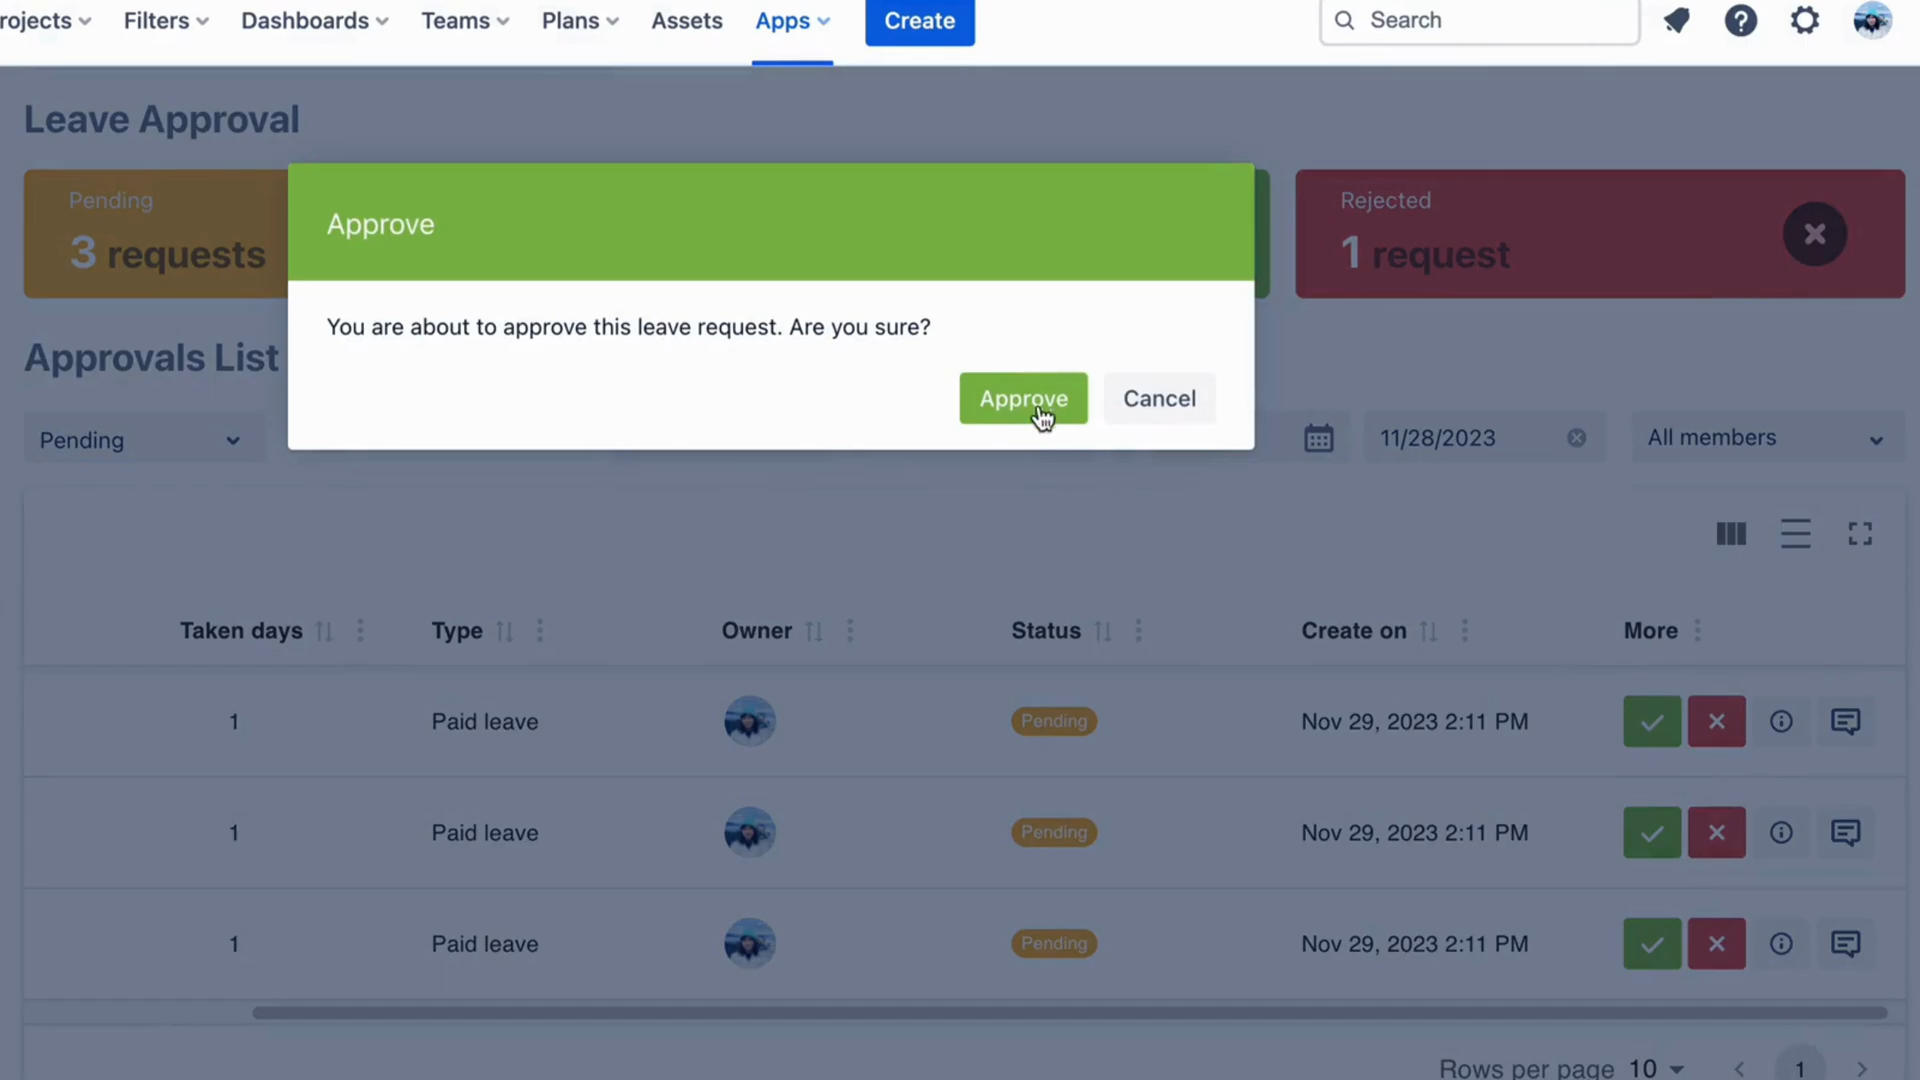 rojects Filters Dashboards Teams Plans Assets Apps Create Search
Leave Approval
Pending
3 requests
Rejected
1 request
Approve
You are about to approve this leave request. Are you sure?
Approve Cancel
Approvals List
Pending 11/28/2023 All members
Taken days Type Owner Status Create on More
1 Paid leave Pending Nov 29, 2023 2:11 PM
1 Paid leave Pending Nov 29, 2023 2:11 PM
1 Paid leave Pending Nov 29, 2023 2:11 PM
Rows per page 10 1